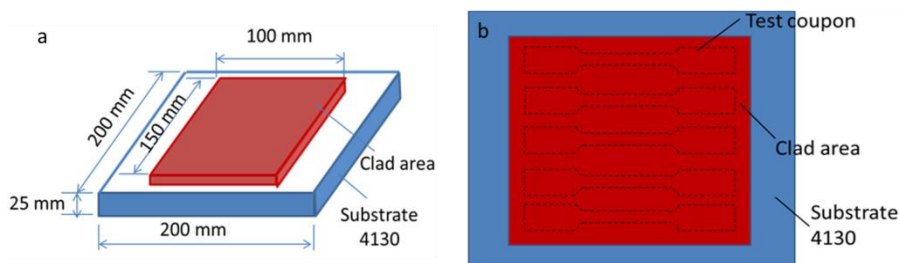 a
100 mm
200 mm
150 mm
Clad area
25 mm
Substrate
4130
200 mm
b
Test coupon
Clad area
Substrate
4130